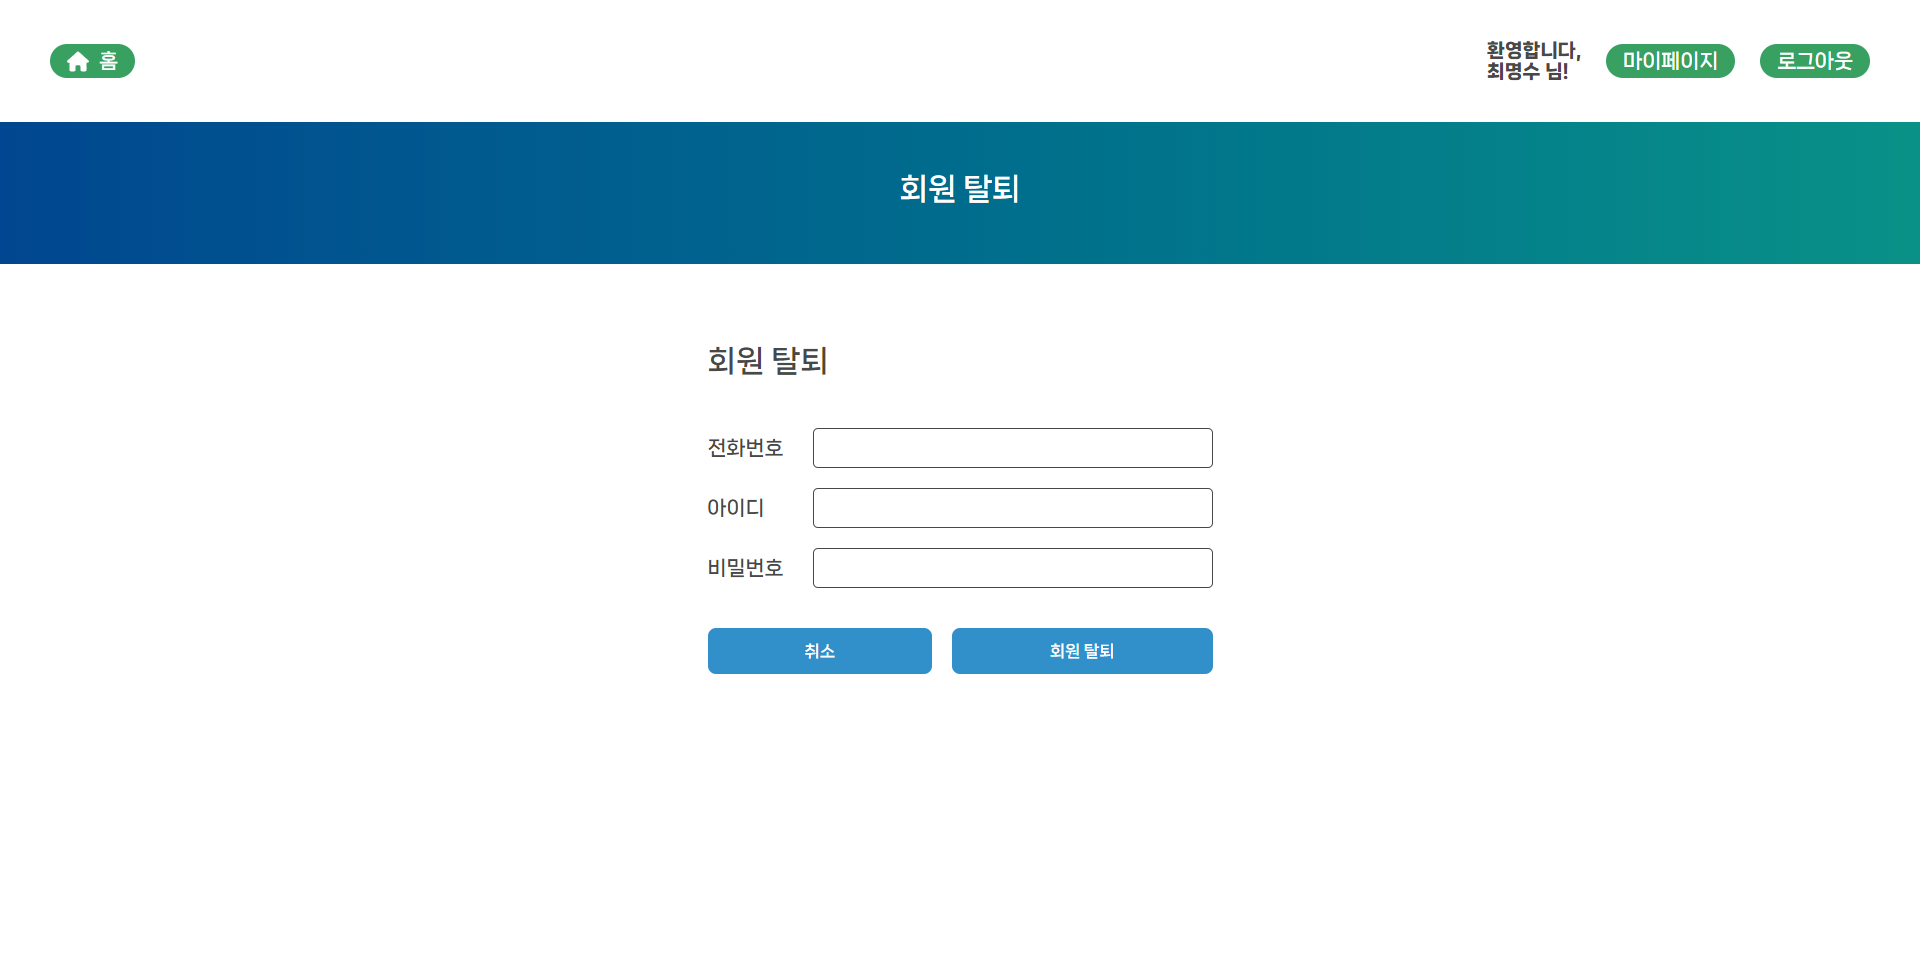 홈
환영합니다,
최명수 님!
마이페이지
로그아웃
회원 탈퇴
회원 탈퇴
전화번호
아이디
비밀번호
취소
회원 탈퇴